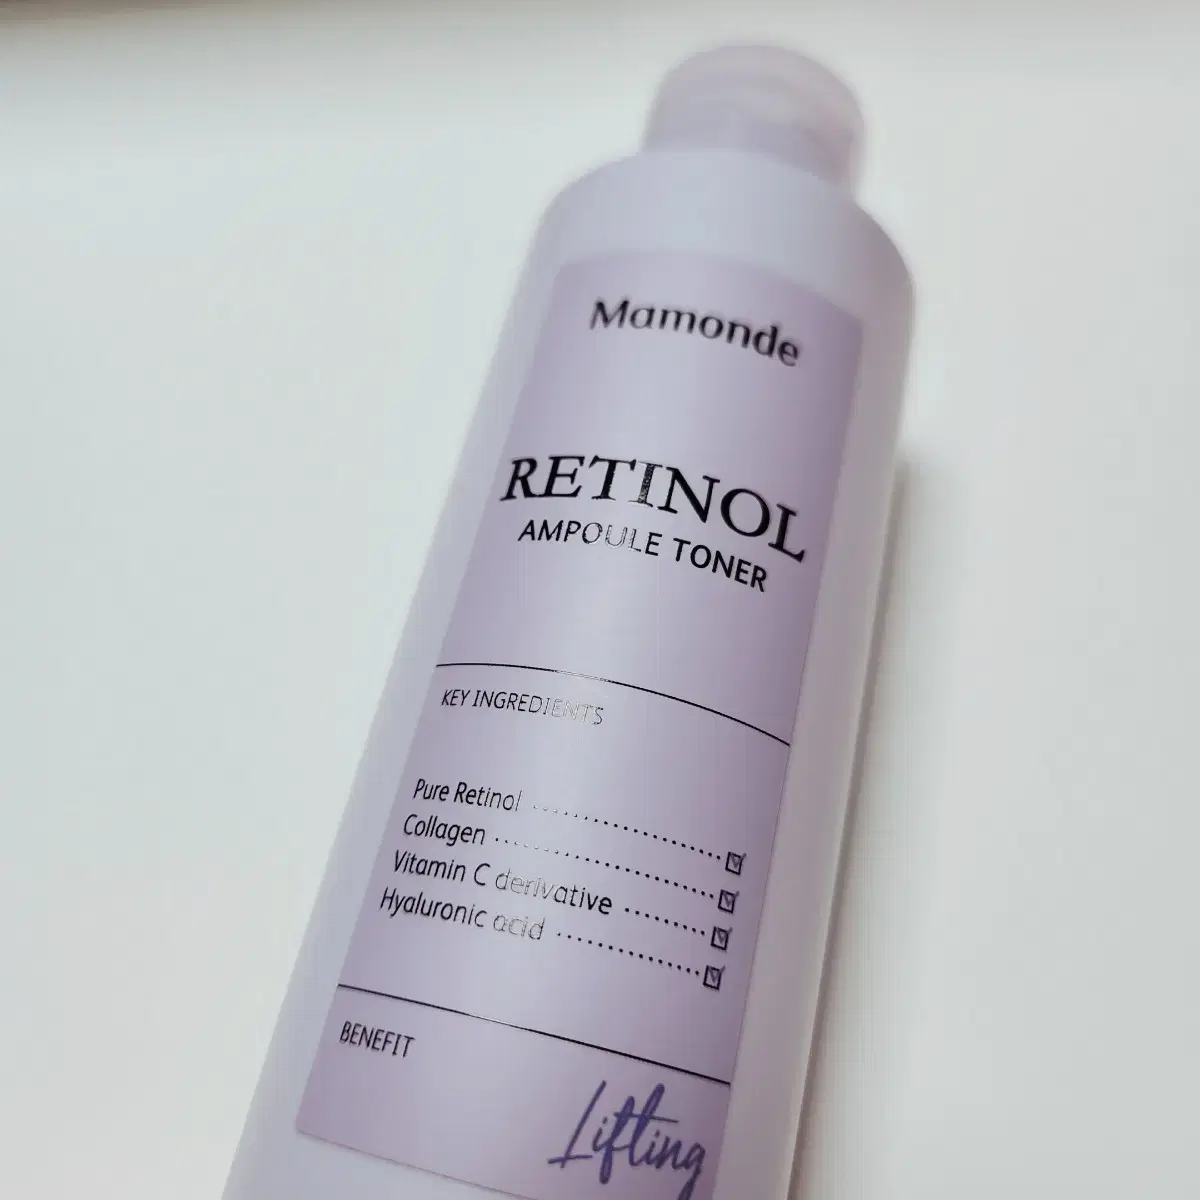 Mamonde
RETINOL
AMPOULE TONER
KEY INGREDIENTS
Pure Retinol
Collagen
Vitamin C derivative
Hyaluronic acid
BENEFIT
Lifting